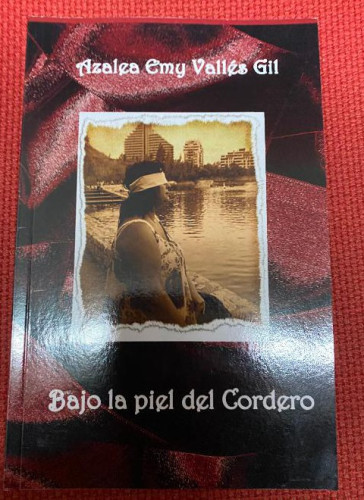 Azalea Emy Vallés Gil
Bajo la piel del Cordero